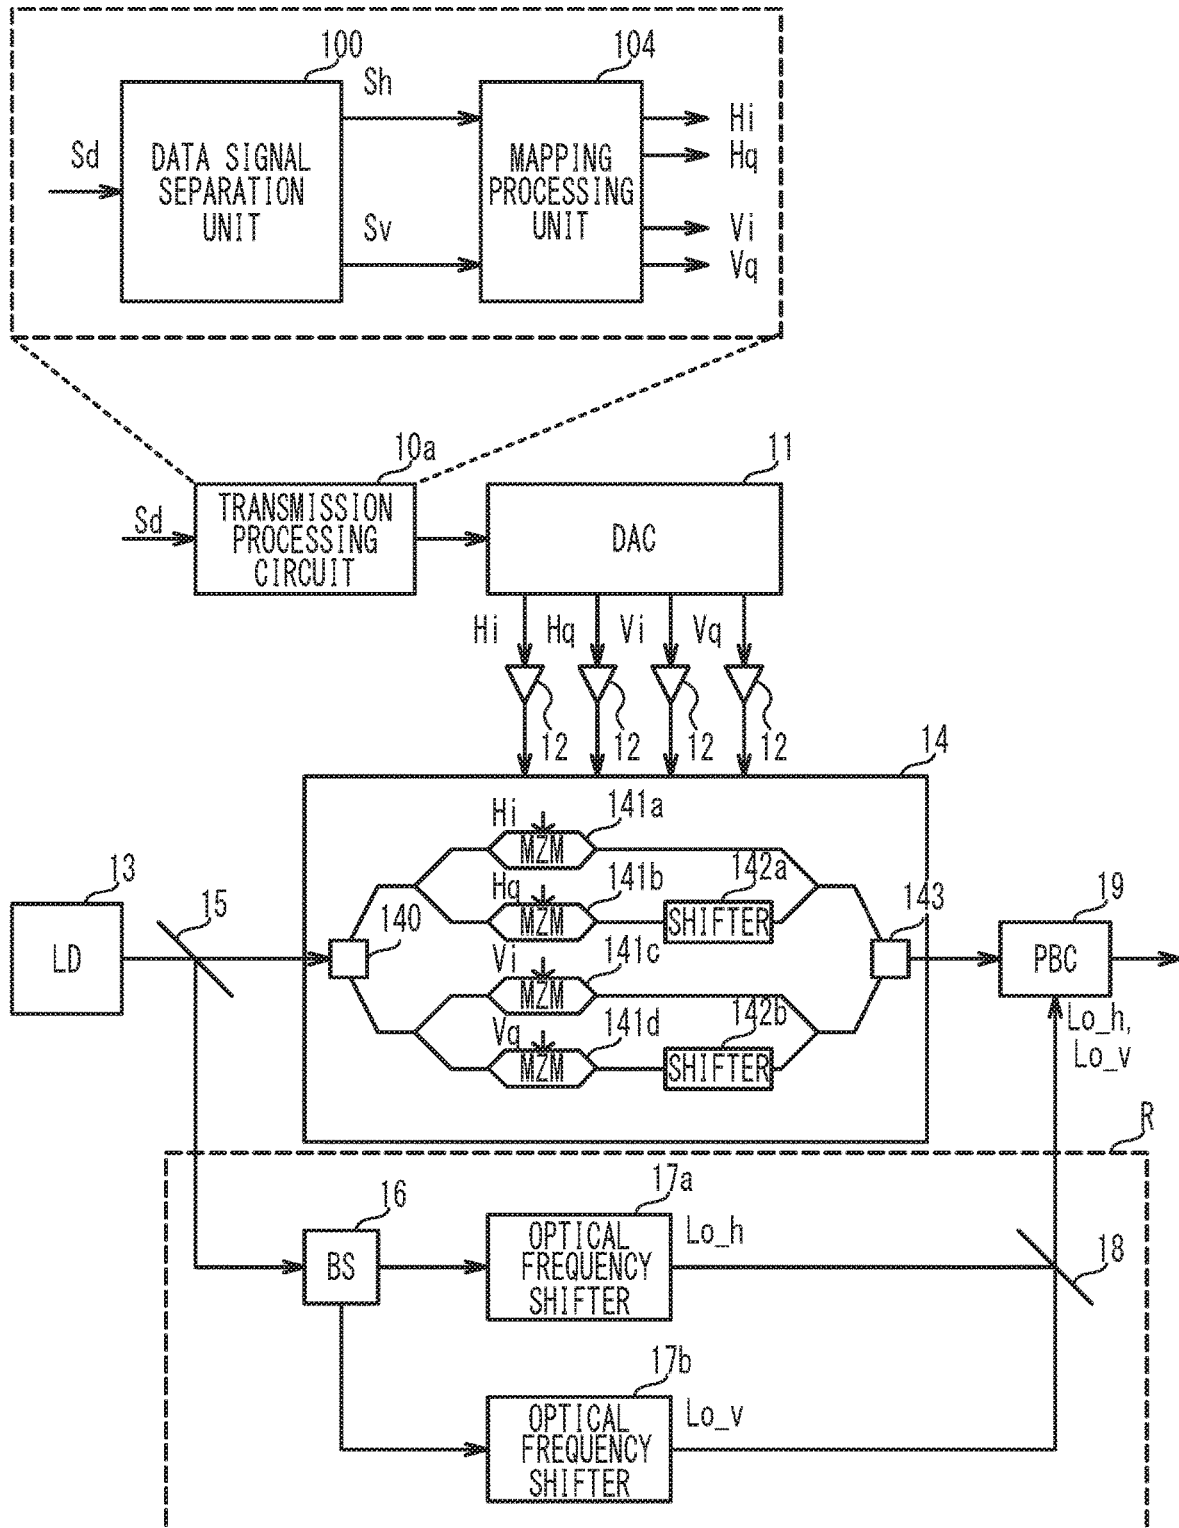 100
104
Sh
Hi
Sd
DATA SIGNAL
SEPARATION
UNIT
MAPPING
PROCESSING
UNIT
Hq
Sv
Vi
Vq
10a
11
Sd
TRANSMISSION
PROCESSING
CIRCUIT
DAC
Hi
Hq
Vi
Vq
12
12
12
12
14
Hi
141a
MZM
13
15
Hq
141b
142a
143
19
MZM
SHIFTER
140
LD
PBC
Vi
141c
MZM
Lo_h,
Lo_v
Vq
141d
142b
MZM
SHIFTER
R
16
17a
BS
OPTICAL
FREQUENCY
SHIFTER
Lo_h
18
17b
OPTICAL
FREQUENCY
SHIFTER
Lo_v